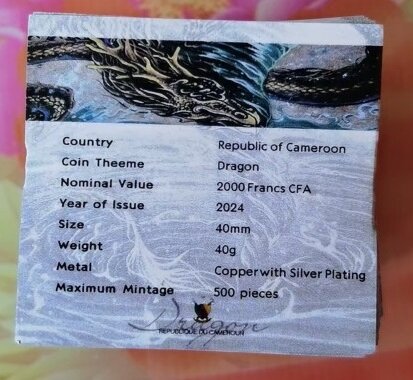 Country Republic of Cameroon
Coin Theeme Dragon
Nominal Value 2000 Francs CFA
Year of Issue 2024
Size 40mm
Weight 40g
Metal Copper with Silver Plating
Maximum Mintage 500 pieces
Dragon
REPUBLIQUE DU CAMEROUN